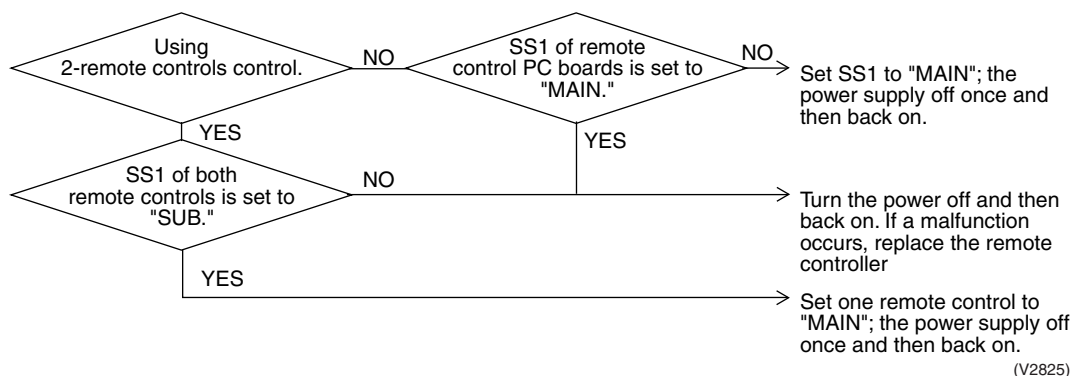 Using
2-remote controls control.
NO
SS1 of remote
control PC boards is set to
"MAIN."
NO
Set SS1 to "MAIN"; the
power supply off once and
then back on.
YES
YES
SS1 of both
remote controls is set to
"SUB."
NO
Turn the power off and then
back on. If a malfunction
occurs, replace the remote
controller
YES
Set one remote control to
"MAIN"; the power supply off
once and then back on.
(V2825)